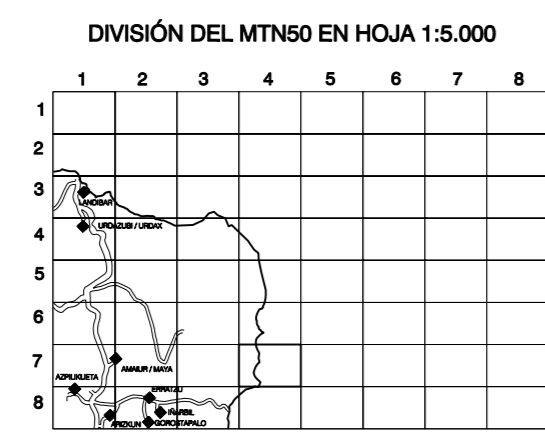 DIVISIÓN DEL MTN50 EN HOJA 1:5.000
1 2 3 4 5 6 7 8
1
2
3
LANDIBAR
4
URDAZUBI / URDAX
5
6
7
AMAIUR / MAYA
AZPILIKUETA
ERRATZU
8
IÑARBIL
ARIZKUN
GOROSTAPALO